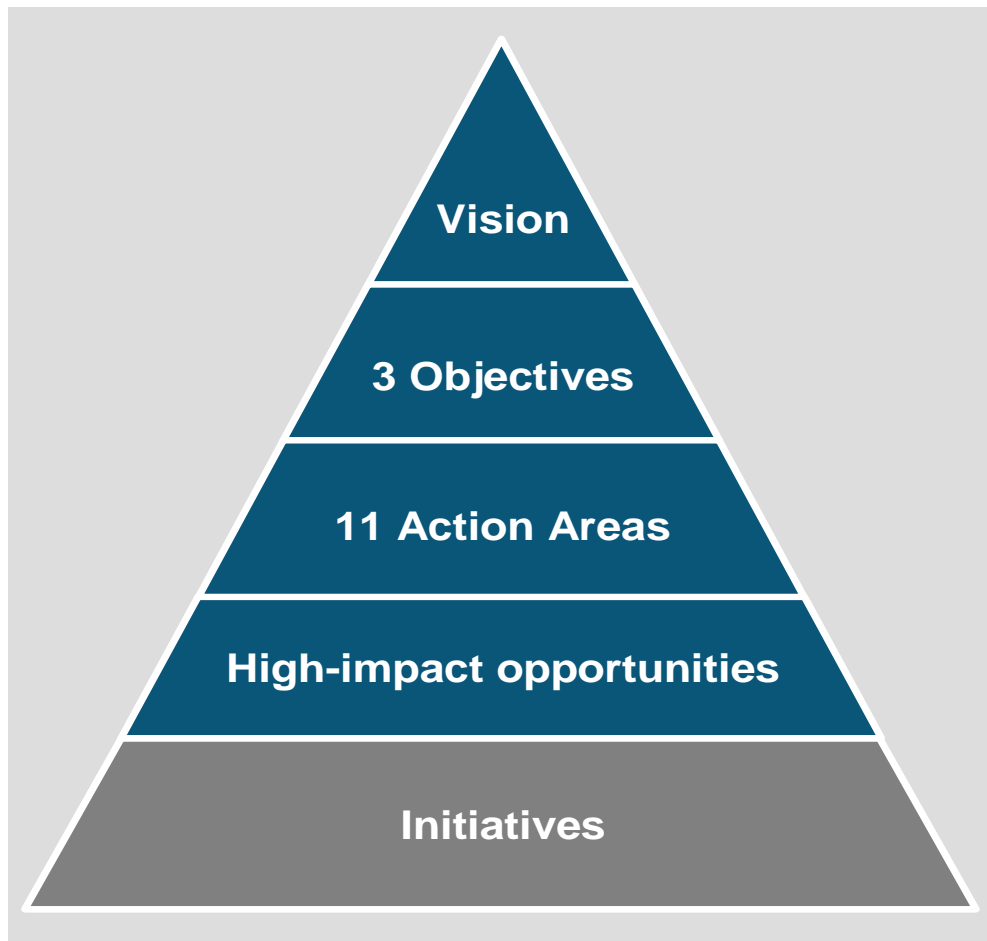 Vision
3 Objectives
11 Action Areas
High-impact opportunities
Initiatives